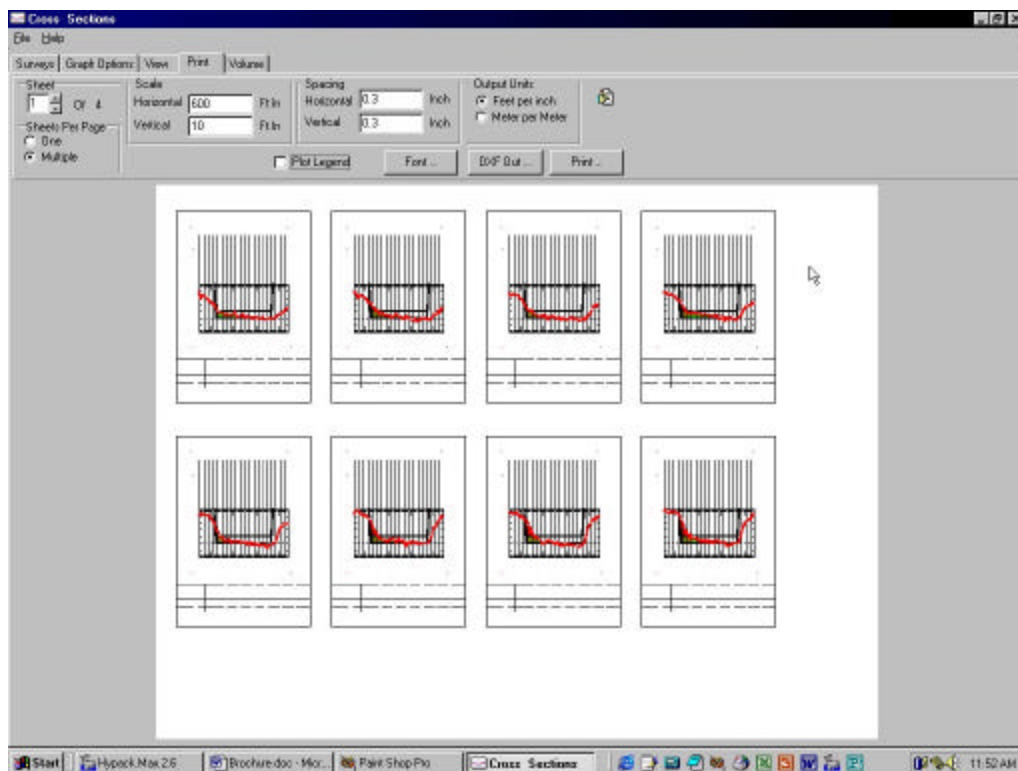 Cross Sections
File Help
Surveys Graph Options View Print Volume
Sheet
1 Of 4
Sheets Per Page
One
Multiple
Scale
Horizontal 600 Ft In
Vertical 10 Ft In
Spacing
Horizontal 0.3 Inch
Vertical 0.3 Inch
Output Units
Feet per inch
Meter per Meter
Plot Legend Font... DXF Out... Print...
Start Hypack Max 2.6 Brochure.doc - Micr... Paint Shop Pro Cross Sections 11:52 AM